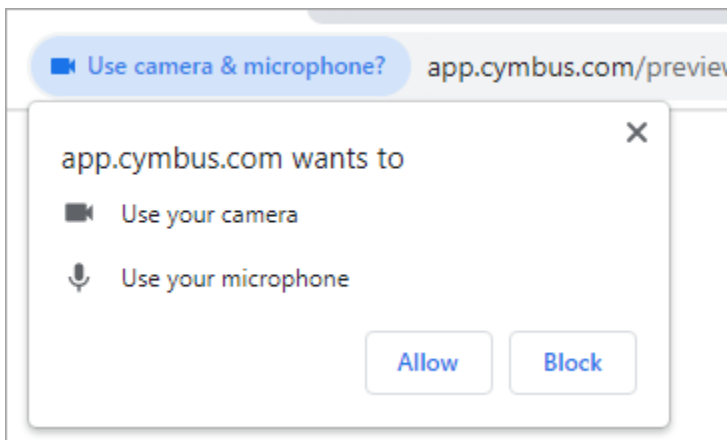 Use camera & microphone? app.cymbus.com/preview
app.cymbus.com wants to
Use your camera
Use your microphone
Allow Block